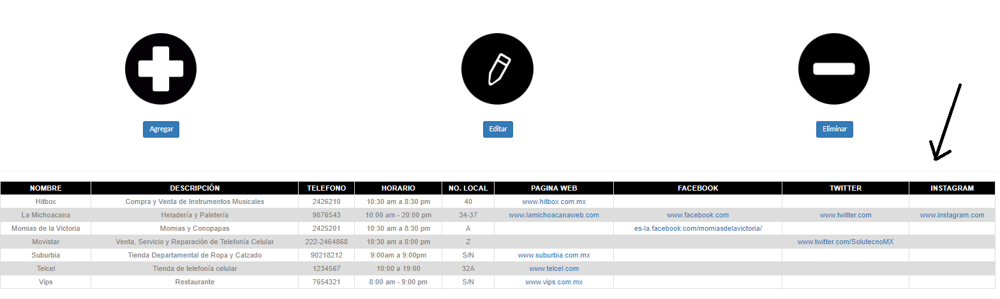 Agregar Editar Eliminar
NOMBRE DESCRIPCIÓN TELEFONO HORARIO NO. LOCAL PAGINA WEB FACEBOOK TWITTER INSTAGRAM
Hitbox Compra y Venta de Instrumentos Musicales 2426210 10:30 am a 8:30 pm 40 www.hitbox.com.mx
La Michoacana Heladería y Paletería 9876543 10:00 am - 20:00 pm 34-37 www.lamichoacanaweb.com www.facebook.com www.twitter.com www.instagram.com
Momias de la Victoria Momias y Conopapas 2425201 10:30 am a 8:30 pm A es-la.facebook.com/momiasdelavictoria/
Movistar Venta, Servicio y Reparación de Telefonía Celular 222-2464868 10:30 am a 8:00 pm Z www.twitter.com/SolutecnoMX
Suburbia Tienda Departamental de Ropa y Calzado 90218212 9:00am a 9:00pm S/N www.suburbia.com.mx
Telcel Tienda de telefonía celular 1234567 10:00 a 19:00 32A www.telcel.com
Vips Restaurante 7654321 8:00 am - 9:00 pm S/N www.vips.com.mx